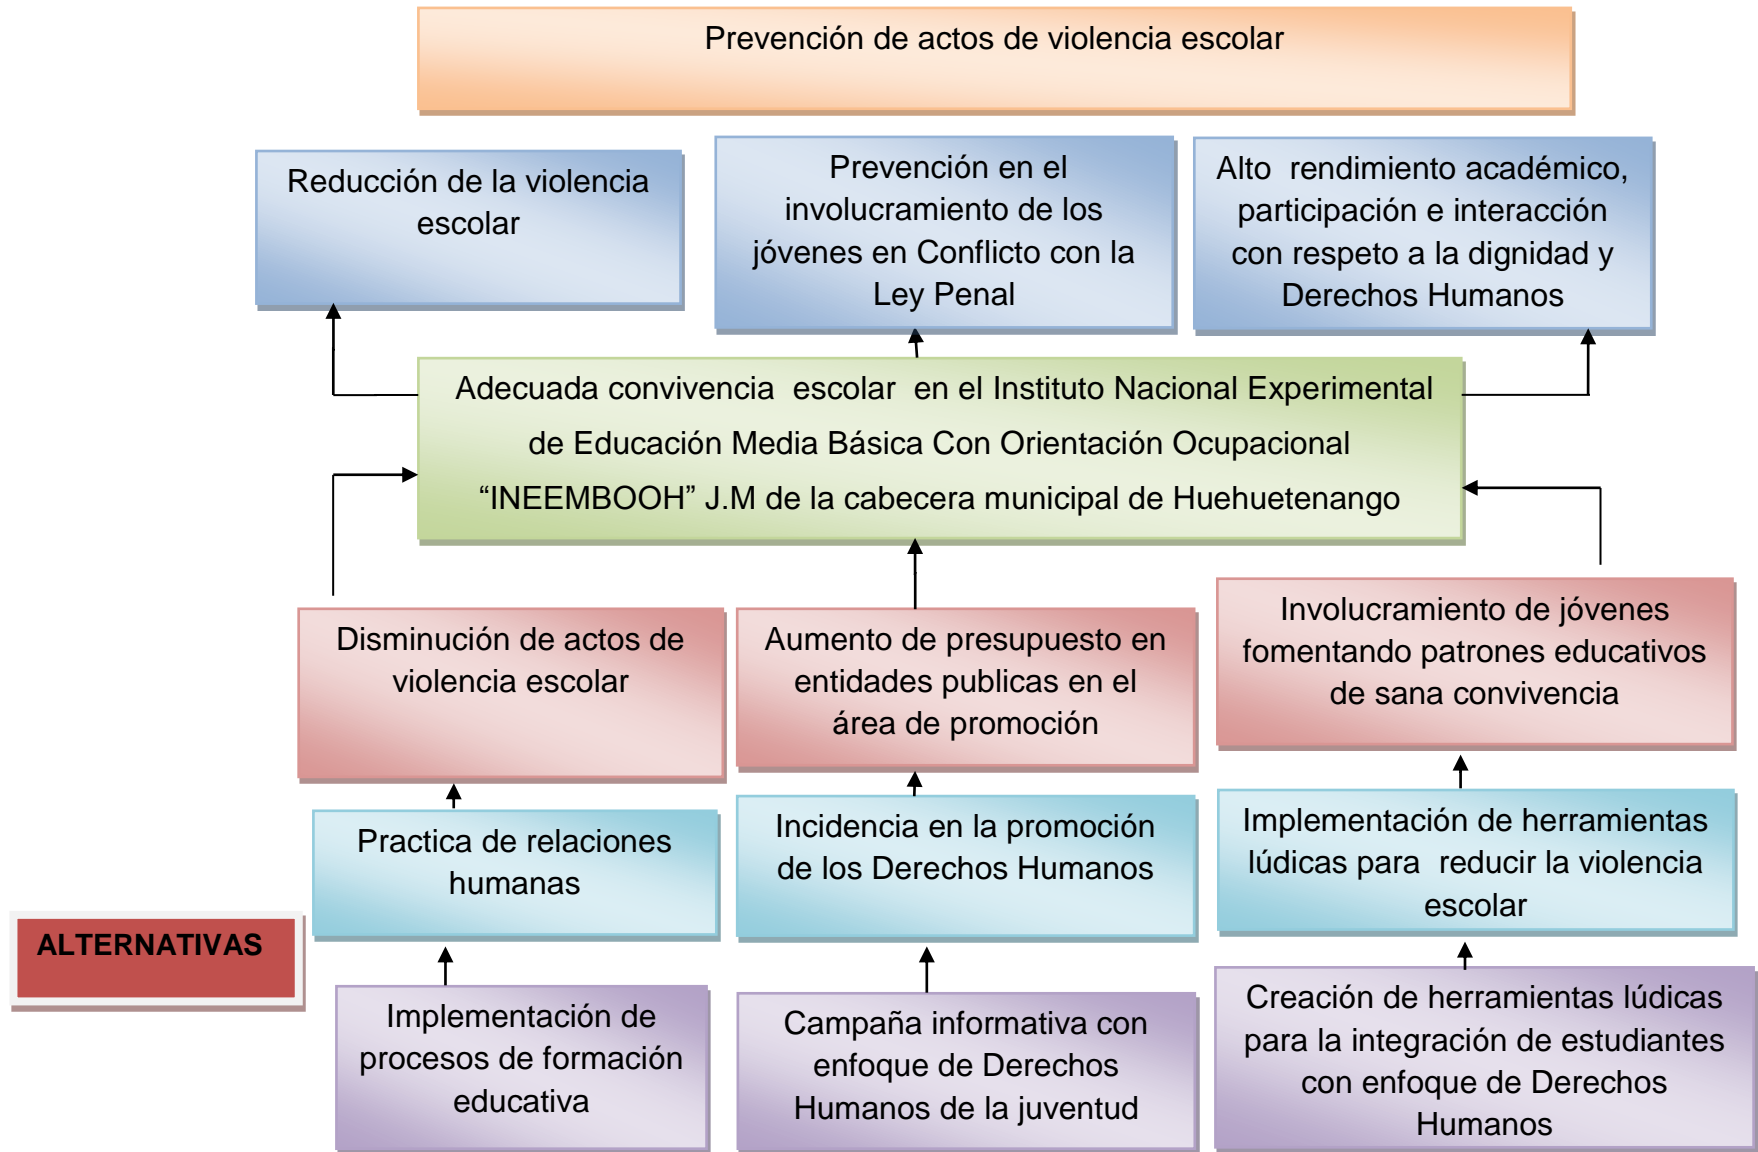 Prevención de actos de violencia escolar
Reducción de la violencia
escolar
Prevención en el
involucramiento de los
jóvenes en Conflicto con la
Ley Penal
Alto rendimiento académico,
participación e interacción
con respeto a la dignidad y
Derechos Humanos
Adecuada convivencia escolar en el Instituto Nacional Experimental
de Educación Media Básica Con Orientación Ocupacional
“INEEMBOOH” J.M de la cabecera municipal de Huehuetenango
Disminución de actos de
violencia escolar
Aumento de presupuesto en
entidades publicas en el
área de promoción
Involucramiento de jóvenes
fomentando patrones educativos
de sana convivencia
Practica de relaciones
humanas
Incidencia en la promoción
de los Derechos Humanos
Implementación de herramientas
lúdicas para reducir la violencia
escolar
ALTERNATIVAS
Implementación de
procesos de formación
educativa
Campaña informativa con
enfoque de Derechos
Humanos de la juventud
Creación de herramientas lúdicas
para la integración de estudiantes
con enfoque de Derechos
Humanos